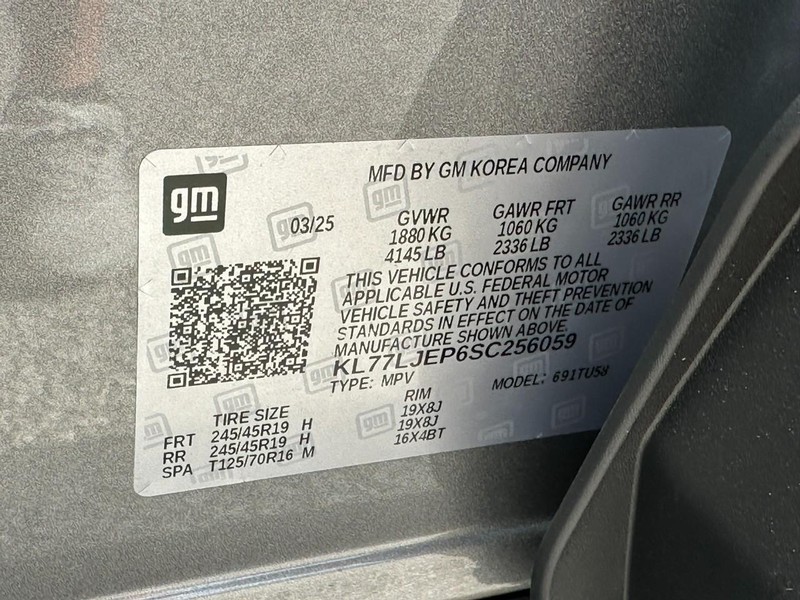 gm
MFD BY GM KOREA COMPANY
03/25
GVWR GAWR FRT GAWR RR
1880 KG 1060 KG 1060 KG
4145 LB 2336 LB 2336 LB
THIS VEHICLE CONFORMS TO ALL
APPLICABLE U.S. FEDERAL MOTOR
VEHICLE SAFETY AND THEFT PREVENTION
STANDARDS IN EFFECT ON THE DATE OF
MANUFACTURE SHOWN ABOVE.
KL77LJEP6SC256059
TYPE: MPV MODEL: 691TU58
TIRE SIZE RIM
FRT 245/45R19 H 19X8J
RR 245/45R19 H 19X8J
SPA T125/70R16 M 16X4BT